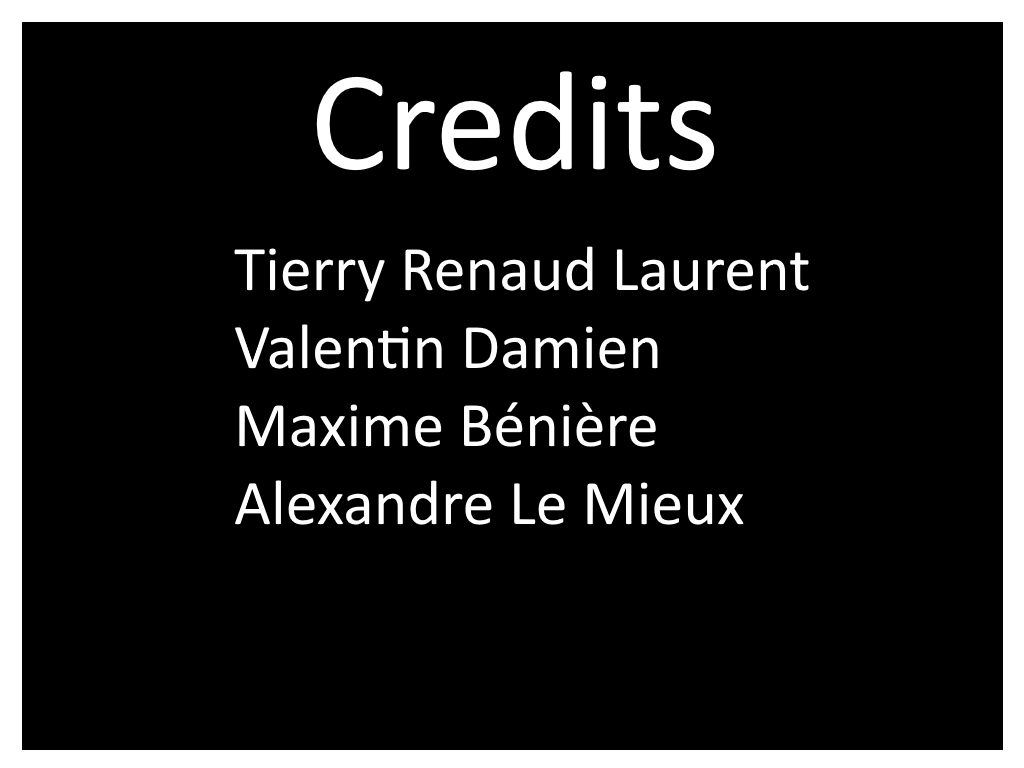 Credits
Tierry Renaud Laurent
Valentin Damien
Maxime Bénière
Alexandre Le Mieux